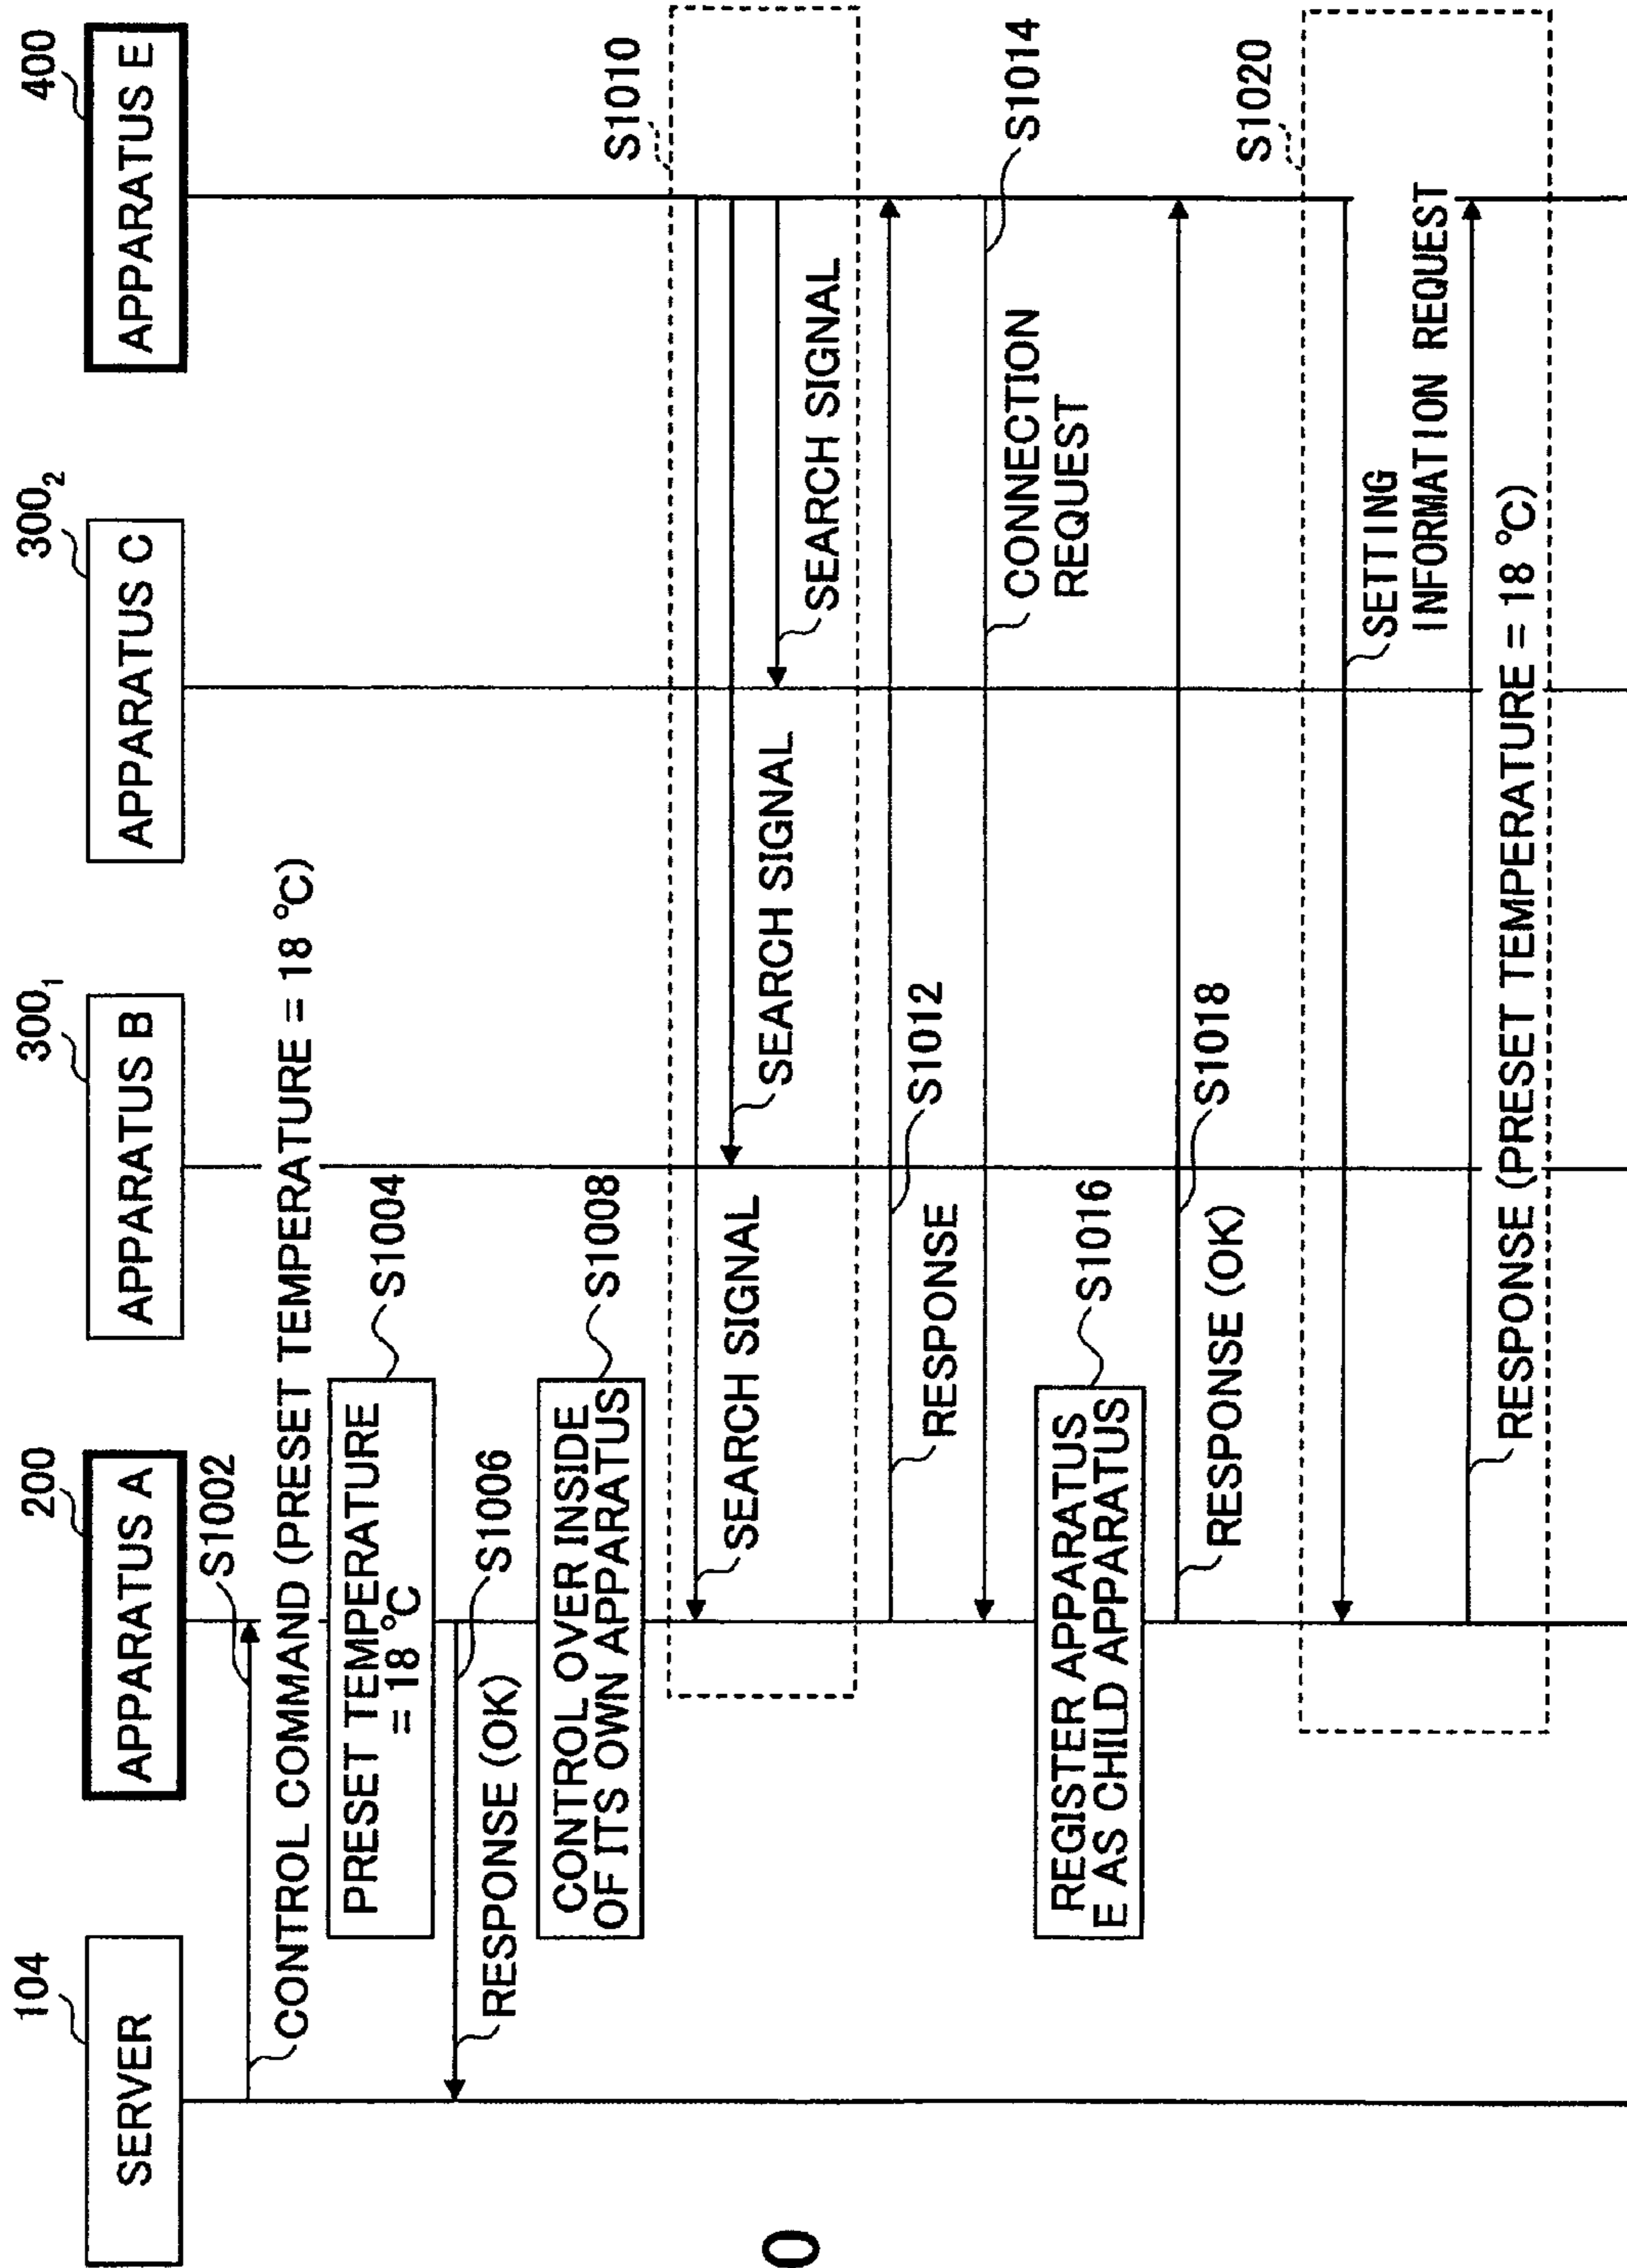 104
SERVER
200
APPARATUS A
300₁
APPARATUS B
300₂
APPARATUS C
400
APPARATUS E
S1002
CONTROL COMMAND (PRESET TEMPERATURE = 18 °C)
PRESET TEMPERATURE
= 18 °C
S1004
S1006
RESPONSE (OK)
CONTROL OVER INSIDE
OF ITS OWN APPARATUS
S1008
S1010
SEARCH SIGNAL
SEARCH SIGNAL
SEARCH SIGNAL
RESPONSE
S1012
CONNECTION
REQUEST
S1014
REGISTER APPARATUS
E AS CHILD APPARATUS
S1016
RESPONSE (OK)
S1018
S1020
SETTING
INFORMATION REQUEST
RESPONSE (PRESET TEMPERATURE = 18 °C)
0